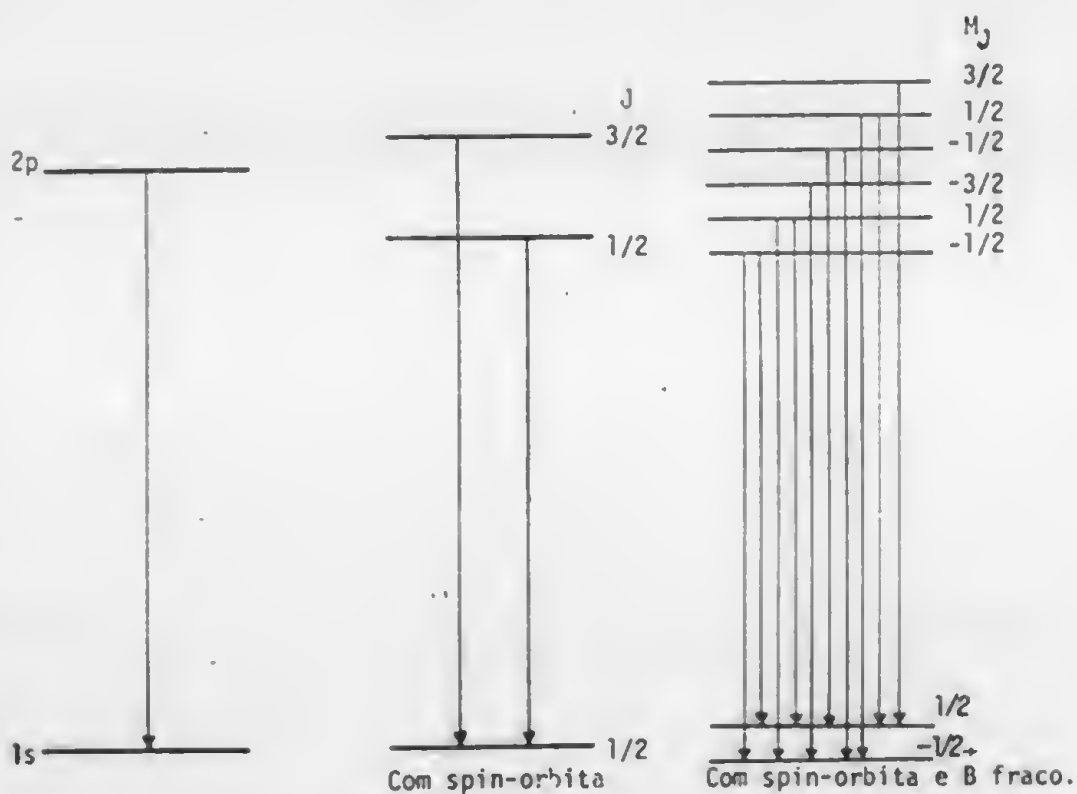 M_J
3/2
J
1/2
3/2
2p
-1/2
-3/2
1/2
1/2
-1/2
1/2
1s
1/2
-1/2
Com spin-orbita
Com spin-orbita e B fraco.